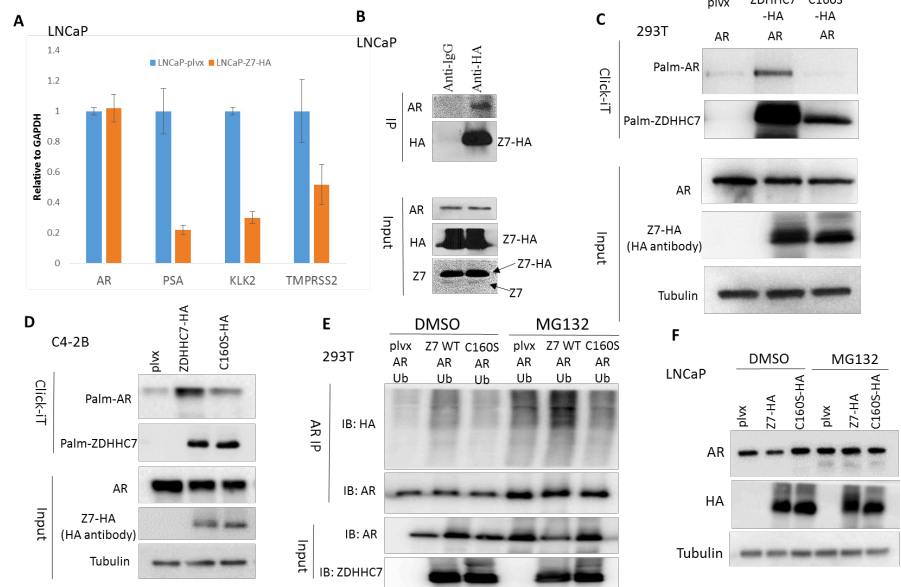 A
LNCaP
1.4
1.2
1
0.8
0.6
0.4
0.2
0
Relative to GAPDH
LNCaP-plvx LNCaP-Z7-HA
AR PSA KLK2 TMPRSS2
B
LNCaP
Anti-IgG
Anti-HA
IP
AR
HA
Z7-HA
Input
AR
HA
Z7-HA
Z7
Z7-HA
Z7
C
293T
plvx ZDHHC7 C160S
-HA -HA
AR AR AR
Click-iT
Palm-AR
Palm-ZDHHC7
Input
AR
Z7-HA
(HA antibody)
Tubulin
D
C4-2B
plvx
ZDHHC7-HA
C160S-HA
Click-iT
Palm-AR
Palm-ZDHHC7
Input
AR
Z7-HA
(HA antibody)
Tubulin
E
293T
DMSO MG132
plvx Z7 WT C160S plvx Z7 WT C160S
AR AR AR AR AR AR
Ub Ub Ub Ub Ub Ub
AR IP
IB: HA
IB: AR
Input
IB: AR
IB: ZDHHC7
F
LNCaP
DMSO MG132
plvx
Z7-HA
C160S-HA
plvx
Z7-HA
C160S-HA
AR
HA
Tubulin